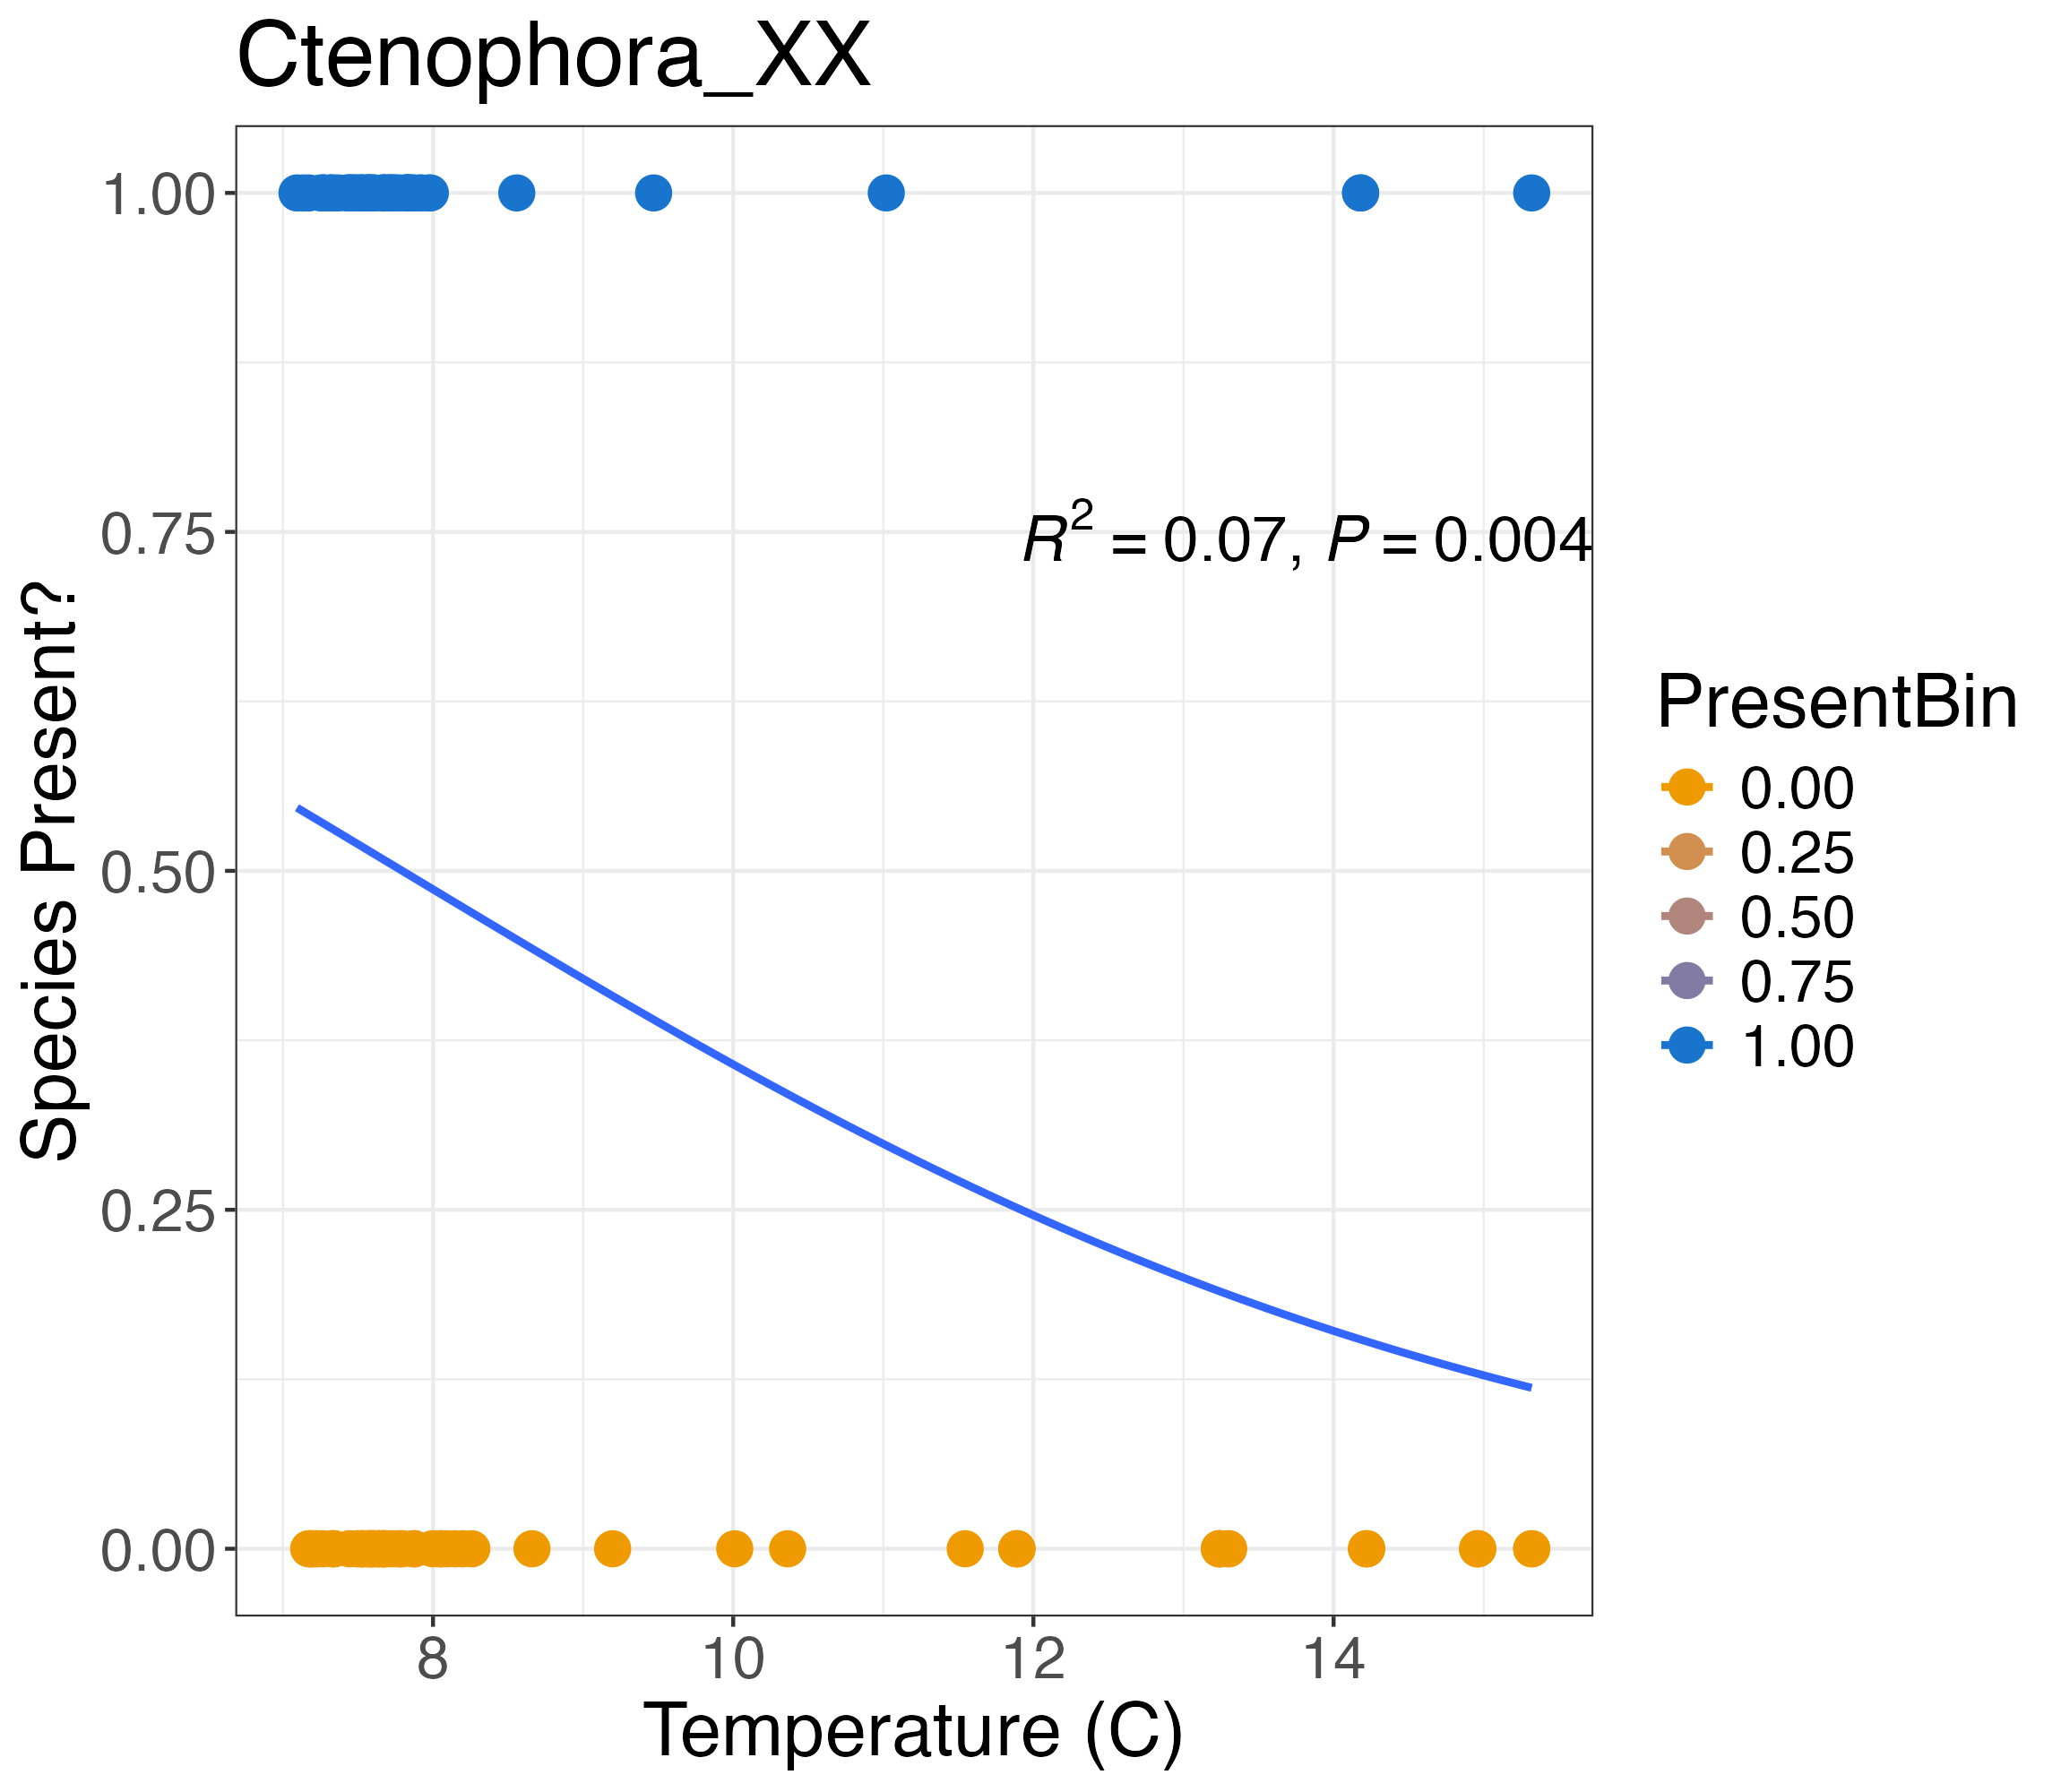 Ctenophora_XX
1.00
0.75
0.50
0.25
0.00
Species Present?
R² = 0.07, P = 0.004
8 10 12 14
Temperature (C)
PresentBin
0.00
0.25
0.50
0.75
1.00